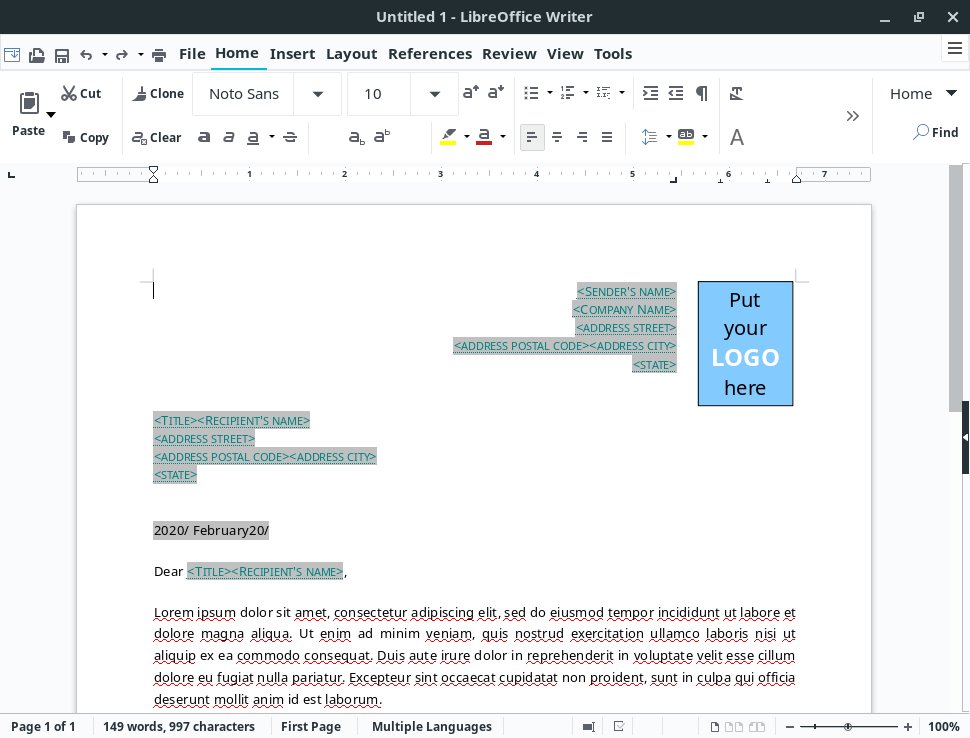 Untitled 1 - LibreOffice Writer
File Home Insert Layout References Review View Tools
Paste
Cut
Copy
Clone
Clear
Noto Sans
10
Home
Find
1 2 3 4 5 6 7
<SENDER'S NAME>
<COMPANY NAME>
<ADDRESS STREET>
<ADDRESS POSTAL CODE><ADDRESS CITY>
<STATE>
Put
your
LOGO
here
<TITLE><RECIPIENT'S NAME>
<ADDRESS STREET>
<ADDRESS POSTAL CODE><ADDRESS CITY>
<STATE>
2020/ February20/
Dear <TITLE><RECIPIENT'S NAME>,
Lorem ipsum dolor sit amet, consectetur adipiscing elit, sed do eiusmod tempor incididunt ut labore et
dolore magna aliqua. Ut enim ad minim veniam, quis nostrud exercitation ullamco laboris nisi ut
aliquip ex ea commodo consequat. Duis aute irure dolor in reprehenderit in voluptate velit esse cillum
dolore eu fugiat nulla pariatur. Excepteur sint occaecat cupidatat non proident, sunt in culpa qui officia
deserunt mollit anim id est laborum.
Page 1 of 1 149 words, 997 characters First Page Multiple Languages 100%